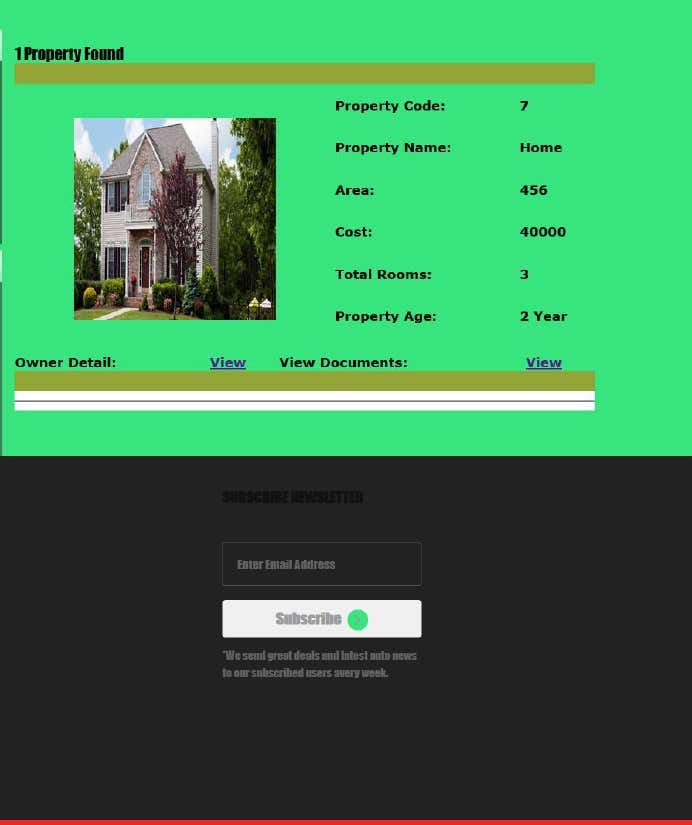 1 Property Found
Property Code: 7
Property Name: Home
Area: 456
Cost: 40000
Total Rooms: 3
Property Age: 2 Year
Owner Detail: View View Documents: View
SUBSCRIBE NEWSLETTER
Enter Email Address
Subscribe
*We send great deals and latest auto news
to our subscribed users avery week.